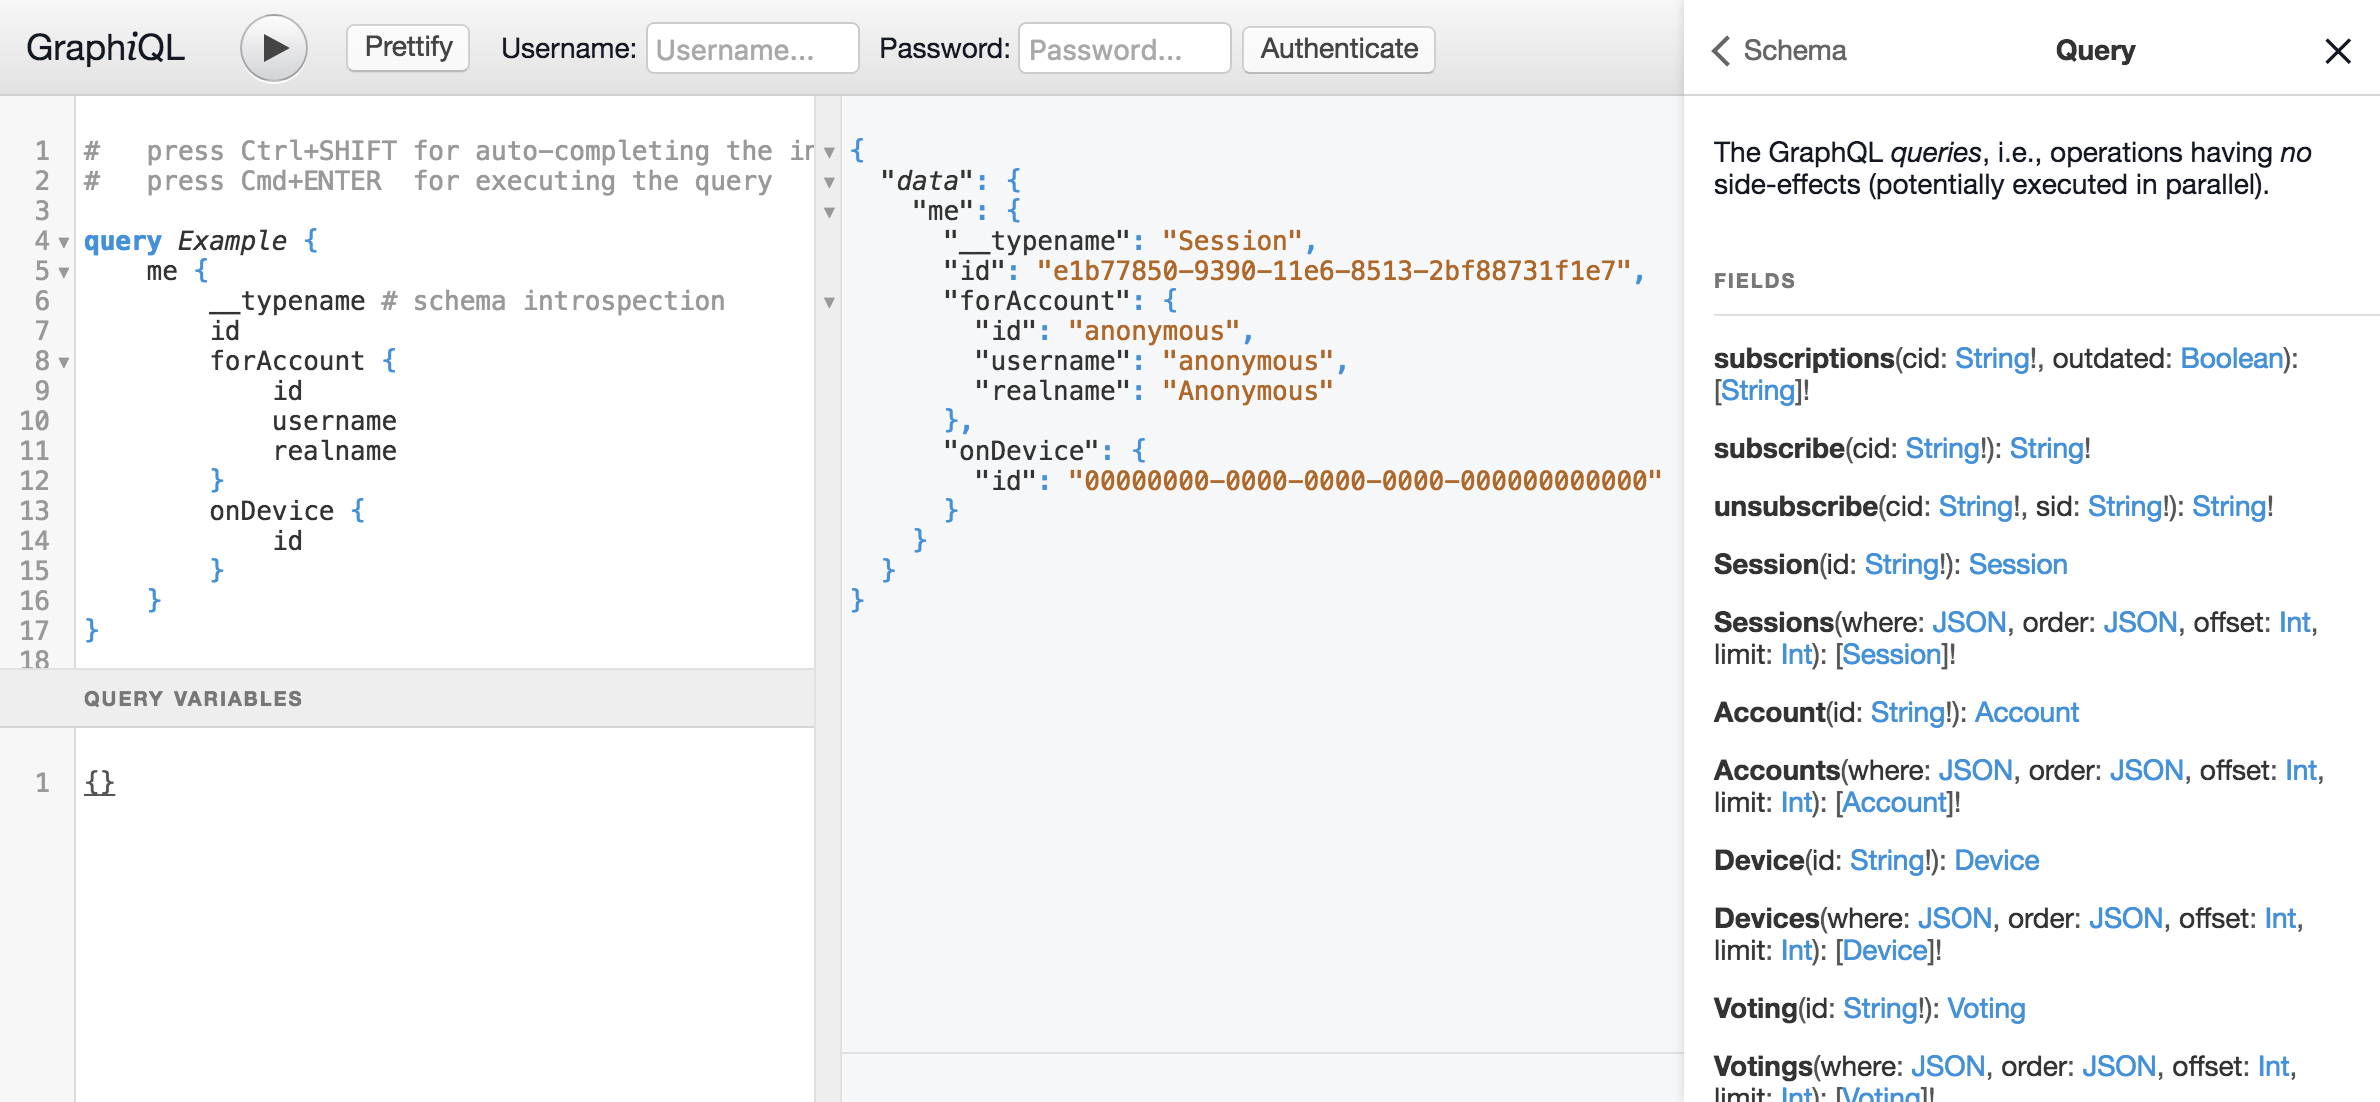 GraphiQL
Prettify
Username:
Username...
Password:
Password...
Authenticate
Schema
Query
1 # press Ctrl+SHIFT for auto-completing the
2 # press Cmd+ENTER for executing the query
3
4 query Example {
5 me {
6 __typename # schema introspection
7 id
8 forAccount {
9 id
10 username
11 realname
12 }
13 onDevice {
14 id
15 }
16 }
17 }
18
QUERY VARIABLES
1 {}
{
"data": {
"me": {
"__typename": "Session",
"id": "e1b77850-9390-11e6-8513-2bf88731f1e7",
"forAccount": {
"id": "anonymous",
"username": "anonymous",
"realname": "Anonymous"
},
"onDevice": {
"id": "00000000-0000-0000-0000-000000000000"
}
}
}
}
The GraphQL queries, i.e., operations having no
side-effects (potentially executed in parallel).
FIELDS
subscriptions(cid: String!, outdated: Boolean):
[String]!
subscribe(cid: String!): String!
unsubscribe(cid: String!, sid: String!): String!
Session(id: String!): Session
Sessions(where: JSON, order: JSON, offset: Int,
limit: Int): [Session]!
Account(id: String!): Account
Accounts(where: JSON, order: JSON, offset: Int,
limit: Int): [Account]!
Device(id: String!): Device
Devices(where: JSON, order: JSON, offset: Int,
limit: Int): [Device]!
Voting(id: String!): Voting
Votings(where: JSON, order: JSON, offset: Int,
limit: Int): [Voting]!